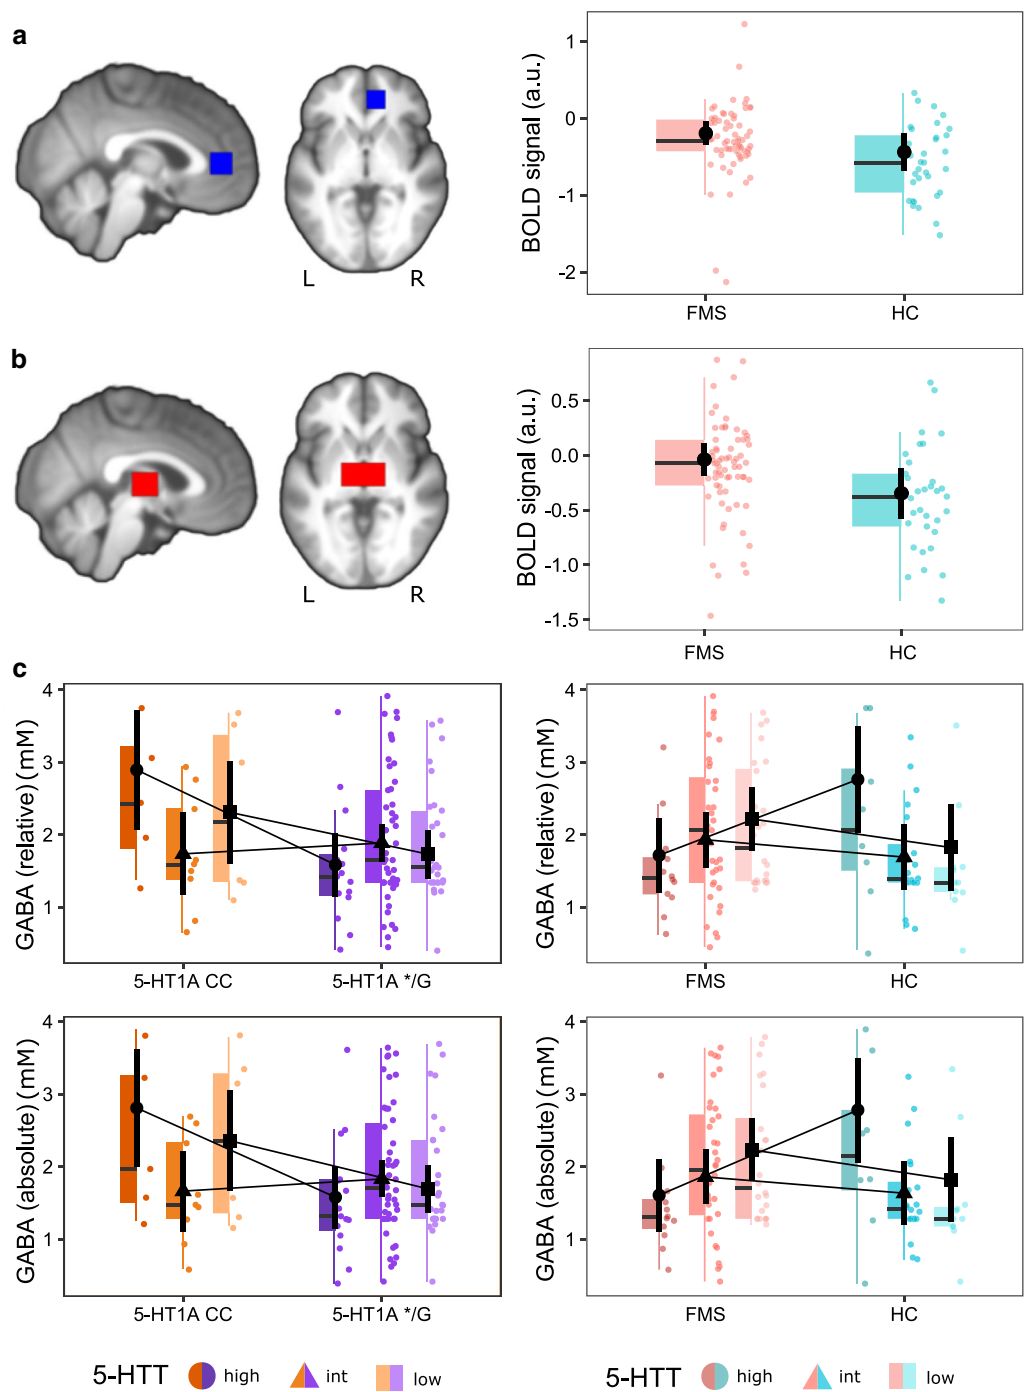 a
L R
BOLD signal (a.u.)
1
0
-1
-2
FMS HC
b
L R
BOLD signal (a.u.)
0.5
0.0
-0.5
-1.0
-1.5
FMS HC
c
GABA (relative) (mM)
4
3
2
1
5-HT1A CC 5-HT1A */G
GABA (relative) (mM)
4
3
2
1
FMS HC
GABA (absolute) (mM)
4
3
2
1
5-HT1A CC 5-HT1A */G
GABA (absolute) (mM)
4
3
2
1
FMS HC
5-HTT high int low
5-HTT high int low